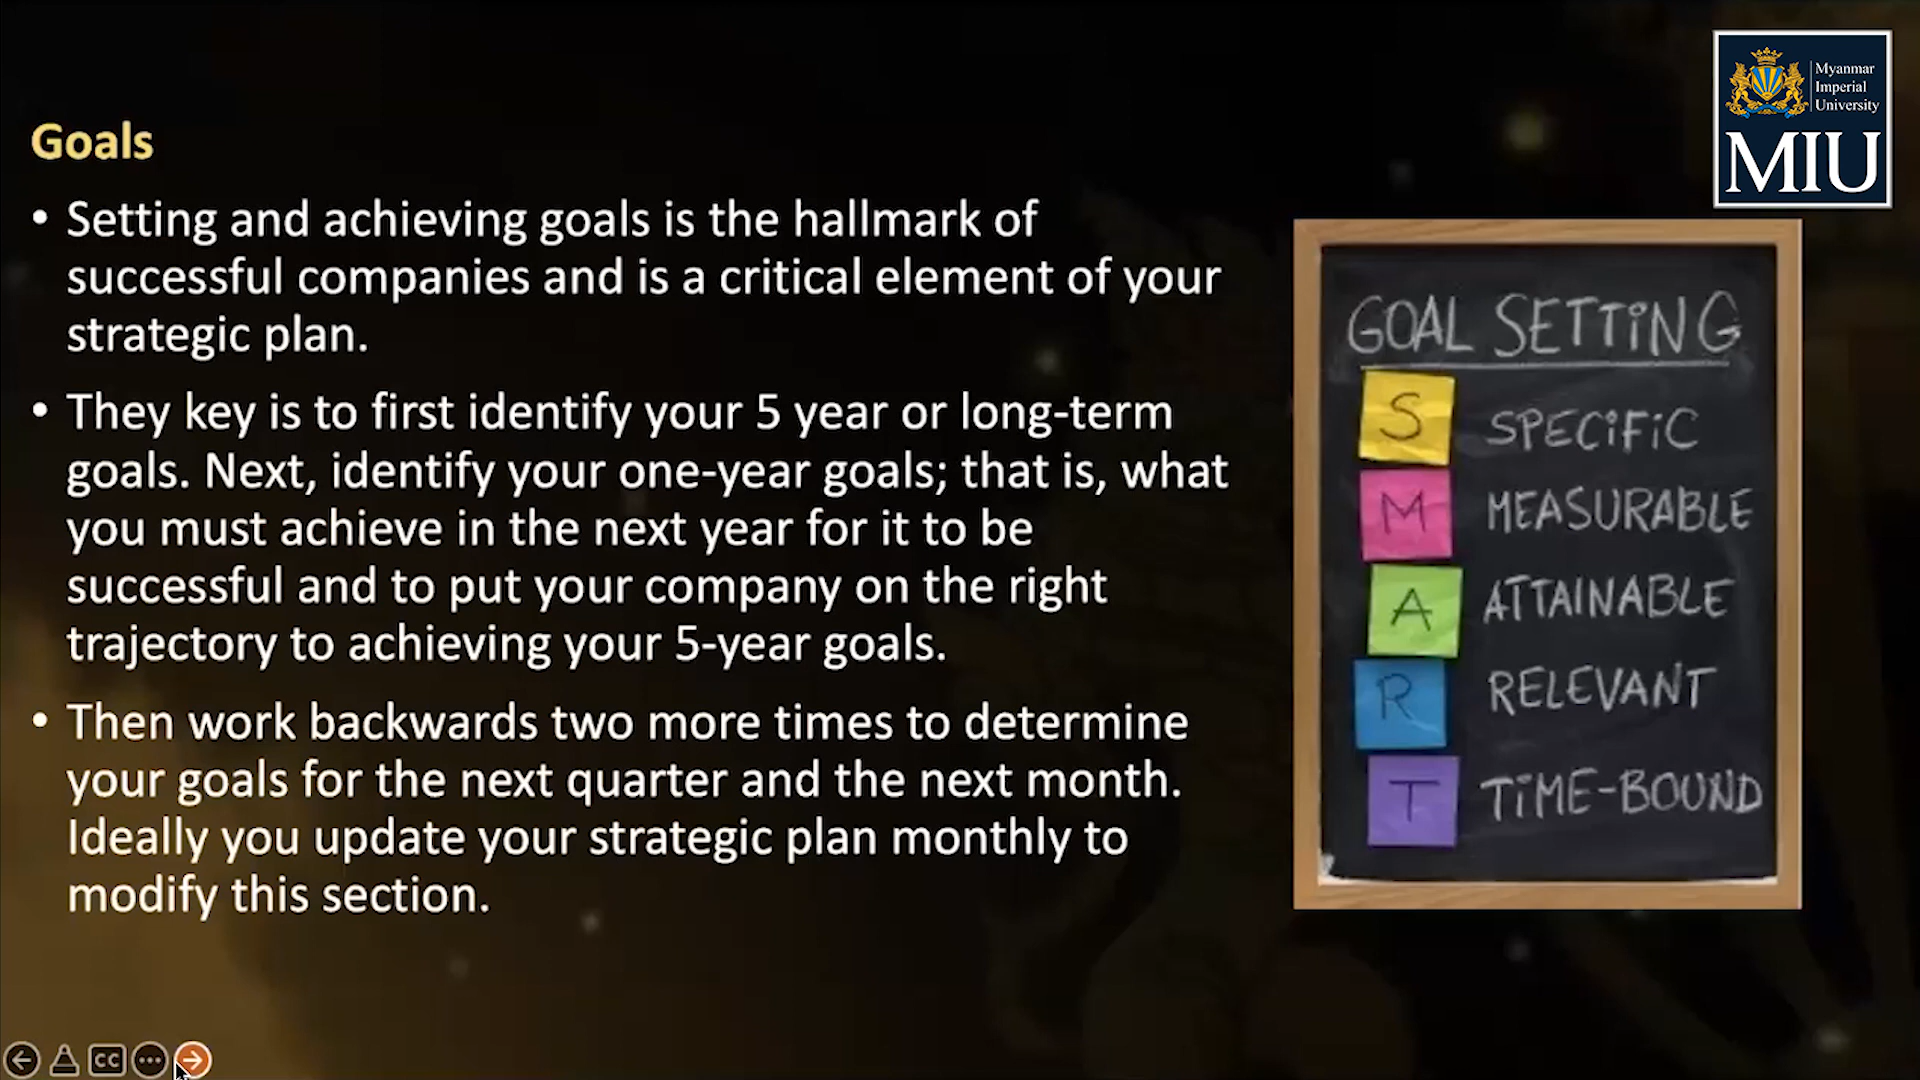 Myanmar
Imperial
University
MIU
Goals
• Setting and achieving goals is the hallmark of
successful companies and is a critical element of your
strategic plan.
• They key is to first identify your 5 year or long-term
goals. Next, identify your one-year goals; that is, what
you must achieve in the next year for it to be
successful and to put your company on the right
trajectory to achieving your 5-year goals.
• Then work backwards two more times to determine
your goals for the next quarter and the next month.
Ideally you update your strategic plan monthly to
modify this section.
GOAL SETTING
S SPECIFIC
M MEASURABLE
A ATTAINABLE
R RELEVANT
T TIME-BOUND
CC